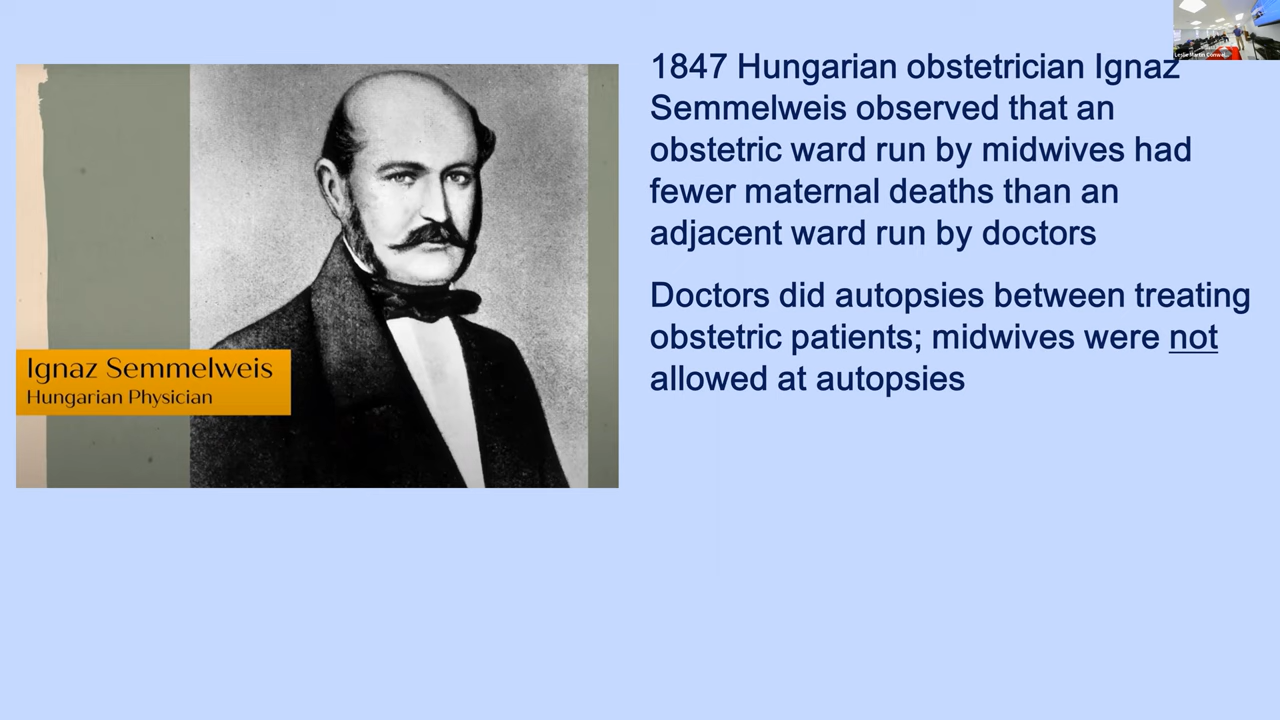 1847 Hungarian obstetrician Ignaz
Semmelweis observed that an
obstetric ward run by midwives had
fewer maternal deaths than an
adjacent ward run by doctors
Doctors did autopsies between treating
obstetric patients; midwives were not
allowed at autopsies
Ignaz Semmelweis
Hungarian Physician